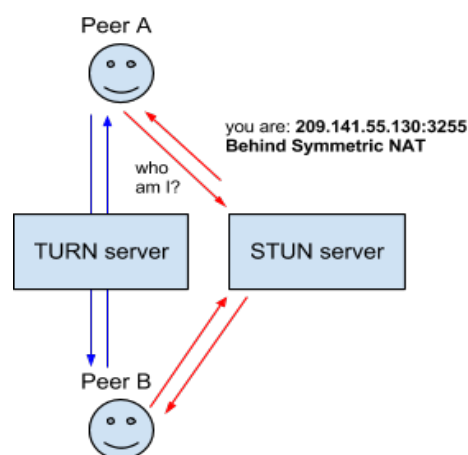 Peer A
you are: 209.141.55.130:3255
Behind Symmetric NAT
who
am I?
TURN server
STUN server
Peer B